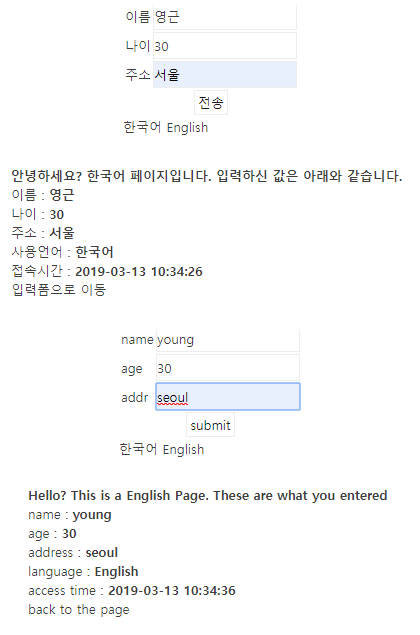 이름 영근
나이 30
주소 서울
전송
한국어 English
안녕하세요? 한국어 페이지입니다. 입력하신 값은 아래와 같습니다.
이름 : 영근
나이 : 30
주소 : 서울
사용언어 : 한국어
접속시간 : 2019-03-13 10:34:26
입력폼으로 이동
name young
age 30
addr seoul
submit
한국어 English
Hello? This is a English Page. These are what you entered
name : young
age : 30
address : seoul
language : English
access time : 2019-03-13 10:34:36
back to the page